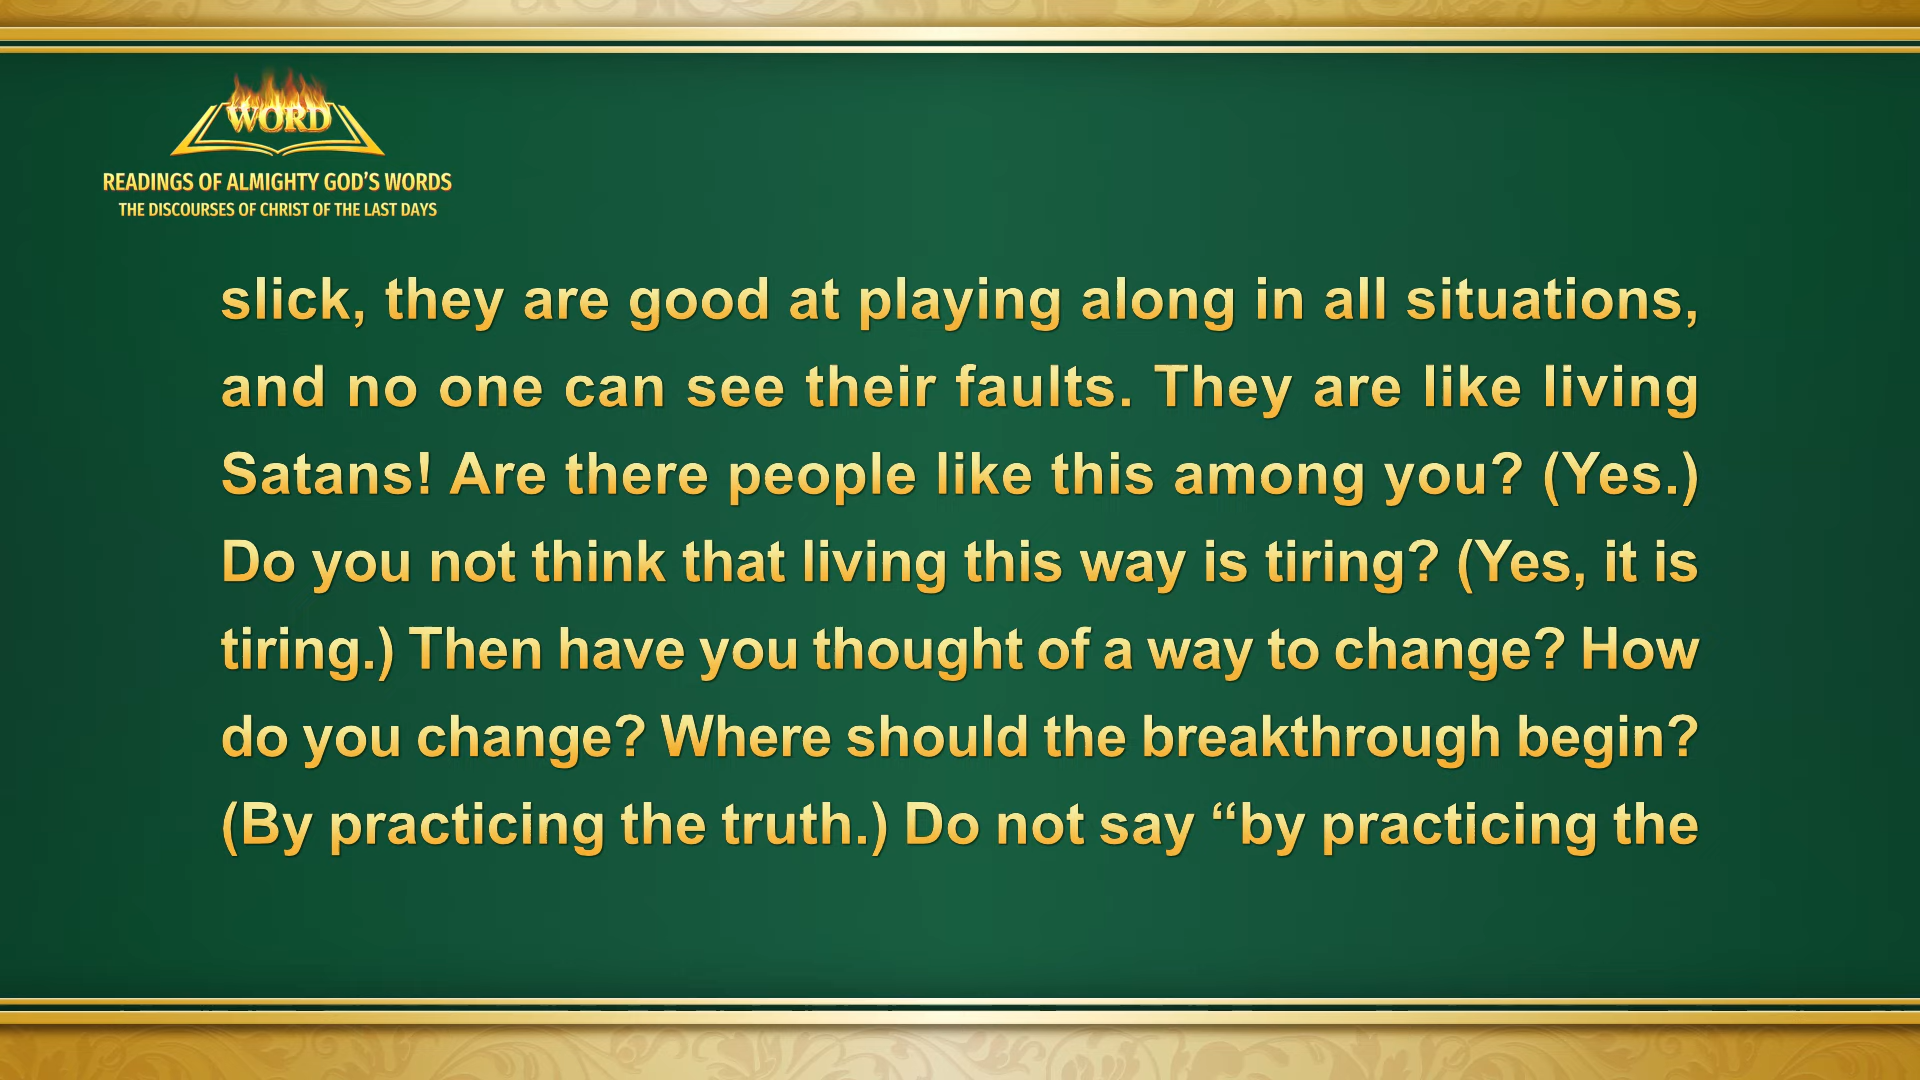 WORD
READINGS OF ALMIGHTY GOD'S WORDS
THE DISCOURSES OF CHRIST OF THE LAST DAYS
slick, they are good at playing along in all situations,
and no one can see their faults. They are like living
Satans! Are there people like this among you? (Yes.)
Do you not think that living this way is tiring? (Yes, it is
tiring.) Then have you thought of a way to change? How
do you change? Where should the breakthrough begin?
(By practicing the truth.) Do not say “by practicing the